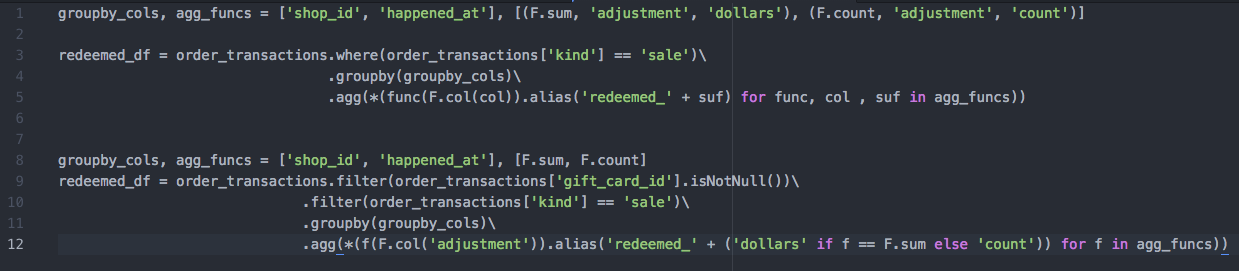 1 groupby_cols, agg_funcs = ['shop_id', 'happened_at'], [(F.sum, 'adjustment', 'dollars'), (F.count, 'adjustment', 'count')]
2
3 redeemed_df = order_transactions.where(order_transactions['kind'] == 'sale')\
4 .groupby(groupby_cols)\
5 .agg(*(func(F.col(col)).alias('redeemed_' + suf) for func, col , suf in agg_funcs))
6
7
8 groupby_cols, agg_funcs = ['shop_id', 'happened_at'], [F.sum, F.count]
9 redeemed_df = order_transactions.filter(order_transactions['gift_card_id'].isNotNull())\
10 .filter(order_transactions['kind'] == 'sale')\
11 .groupby(groupby_cols)\
12 .agg(*(f(F.col('adjustment')).alias('redeemed_' + ('dollars' if f == F.sum else 'count')) for f in agg_funcs))